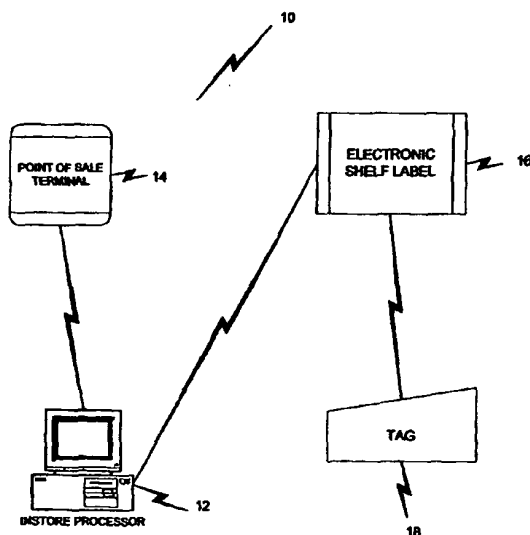 10
POINT OF SALE
TERMINAL
14
ELECTRONIC
SHELF LABEL
16
TAG
12
INSTORE PROCESSOR
18